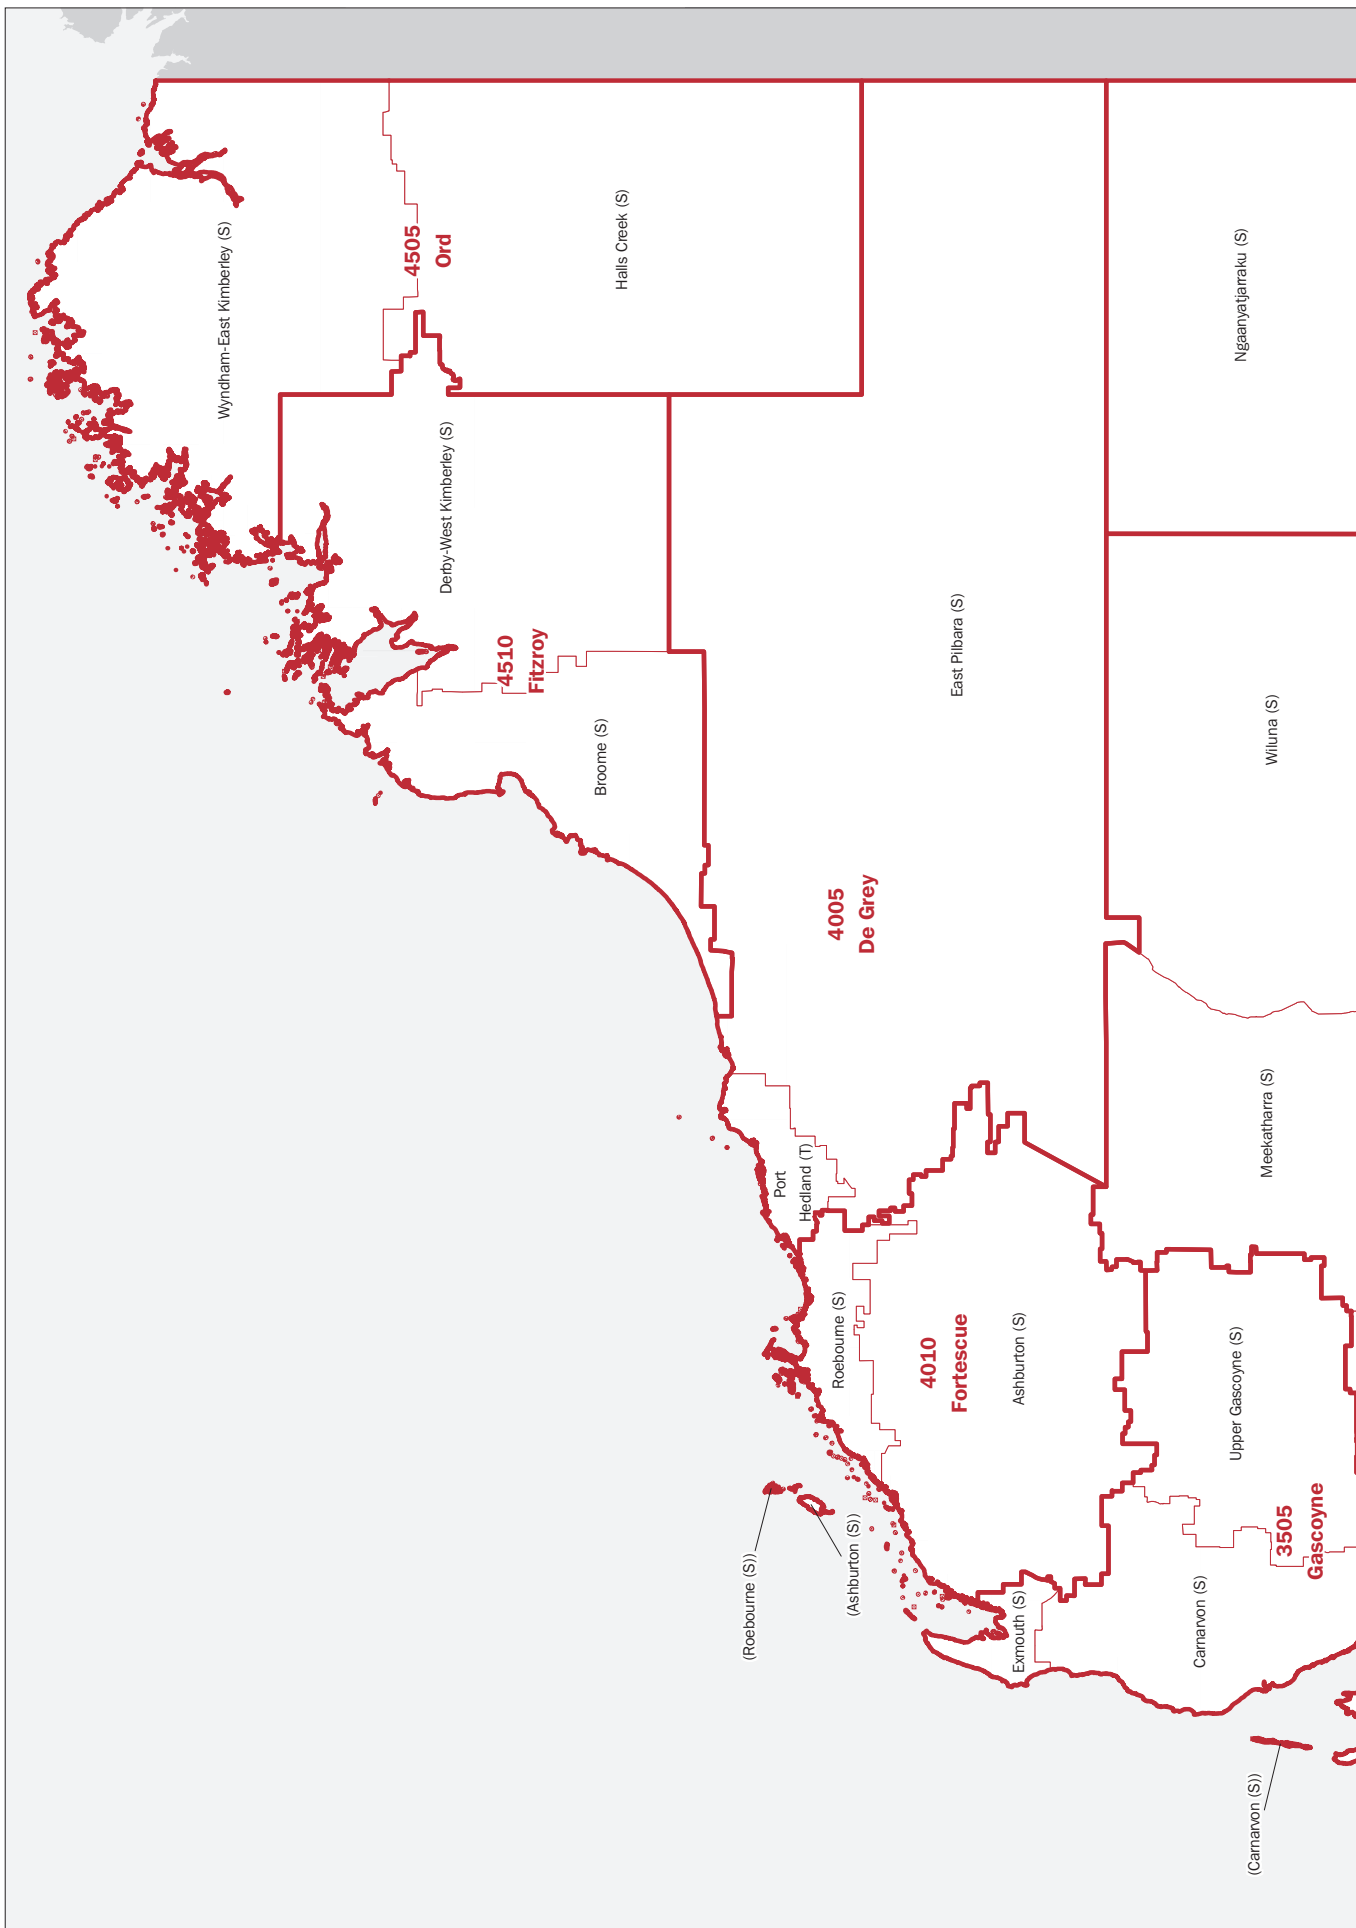 Wyndham-East Kimberley (S)
4505
Ord
Halls Creek (S)
Derby-West Kimberley (S)
4510
Fitzroy
Broome (S)
East Pilbara (S)
4005
De Grey
Ngaanyatjarraku (S)
Wiluna (S)
Meekatharra (S)
Port
Hedland (T)
Roebourne (S)
4010
Fortescue
Ashburton (S)
(Roebourne (S))
(Ashburton (S))
Exmouth (S)
Upper Gascoyne (S)
3505
Gascoyne
Carnarvon (S)
(Carnarvon (S))